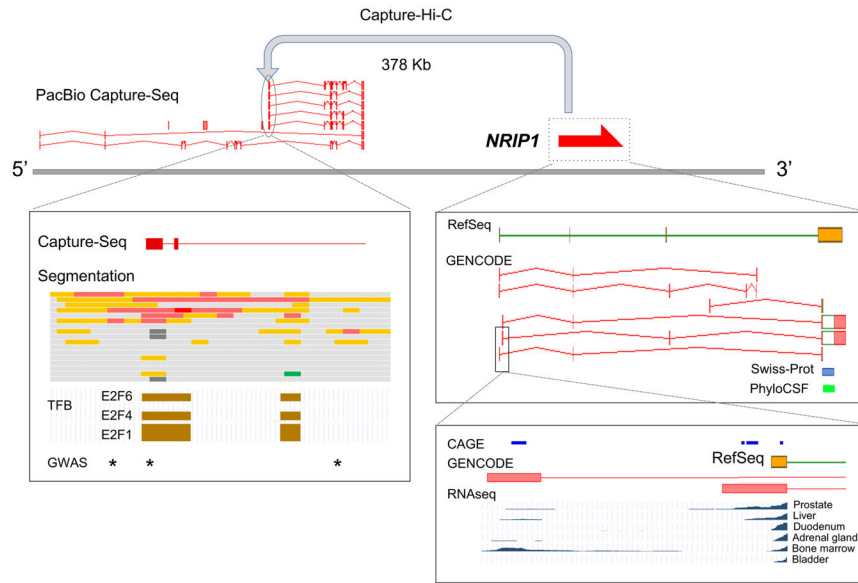 Capture-Hi-C
378 Kb
PacBio Capture-Seq
NRIP1
5’
3’
Capture-Seq
Segmentation
TFB
E2F6
E2F4
E2F1
GWAS * * *
RefSeq
GENCODE
Swiss-Prot
PhyloCSF
CAGE
GENCODE
RefSeq
RNAseq
Prostate
Liver
Duodenum
Adrenal gland
Bone marrow
Bladder